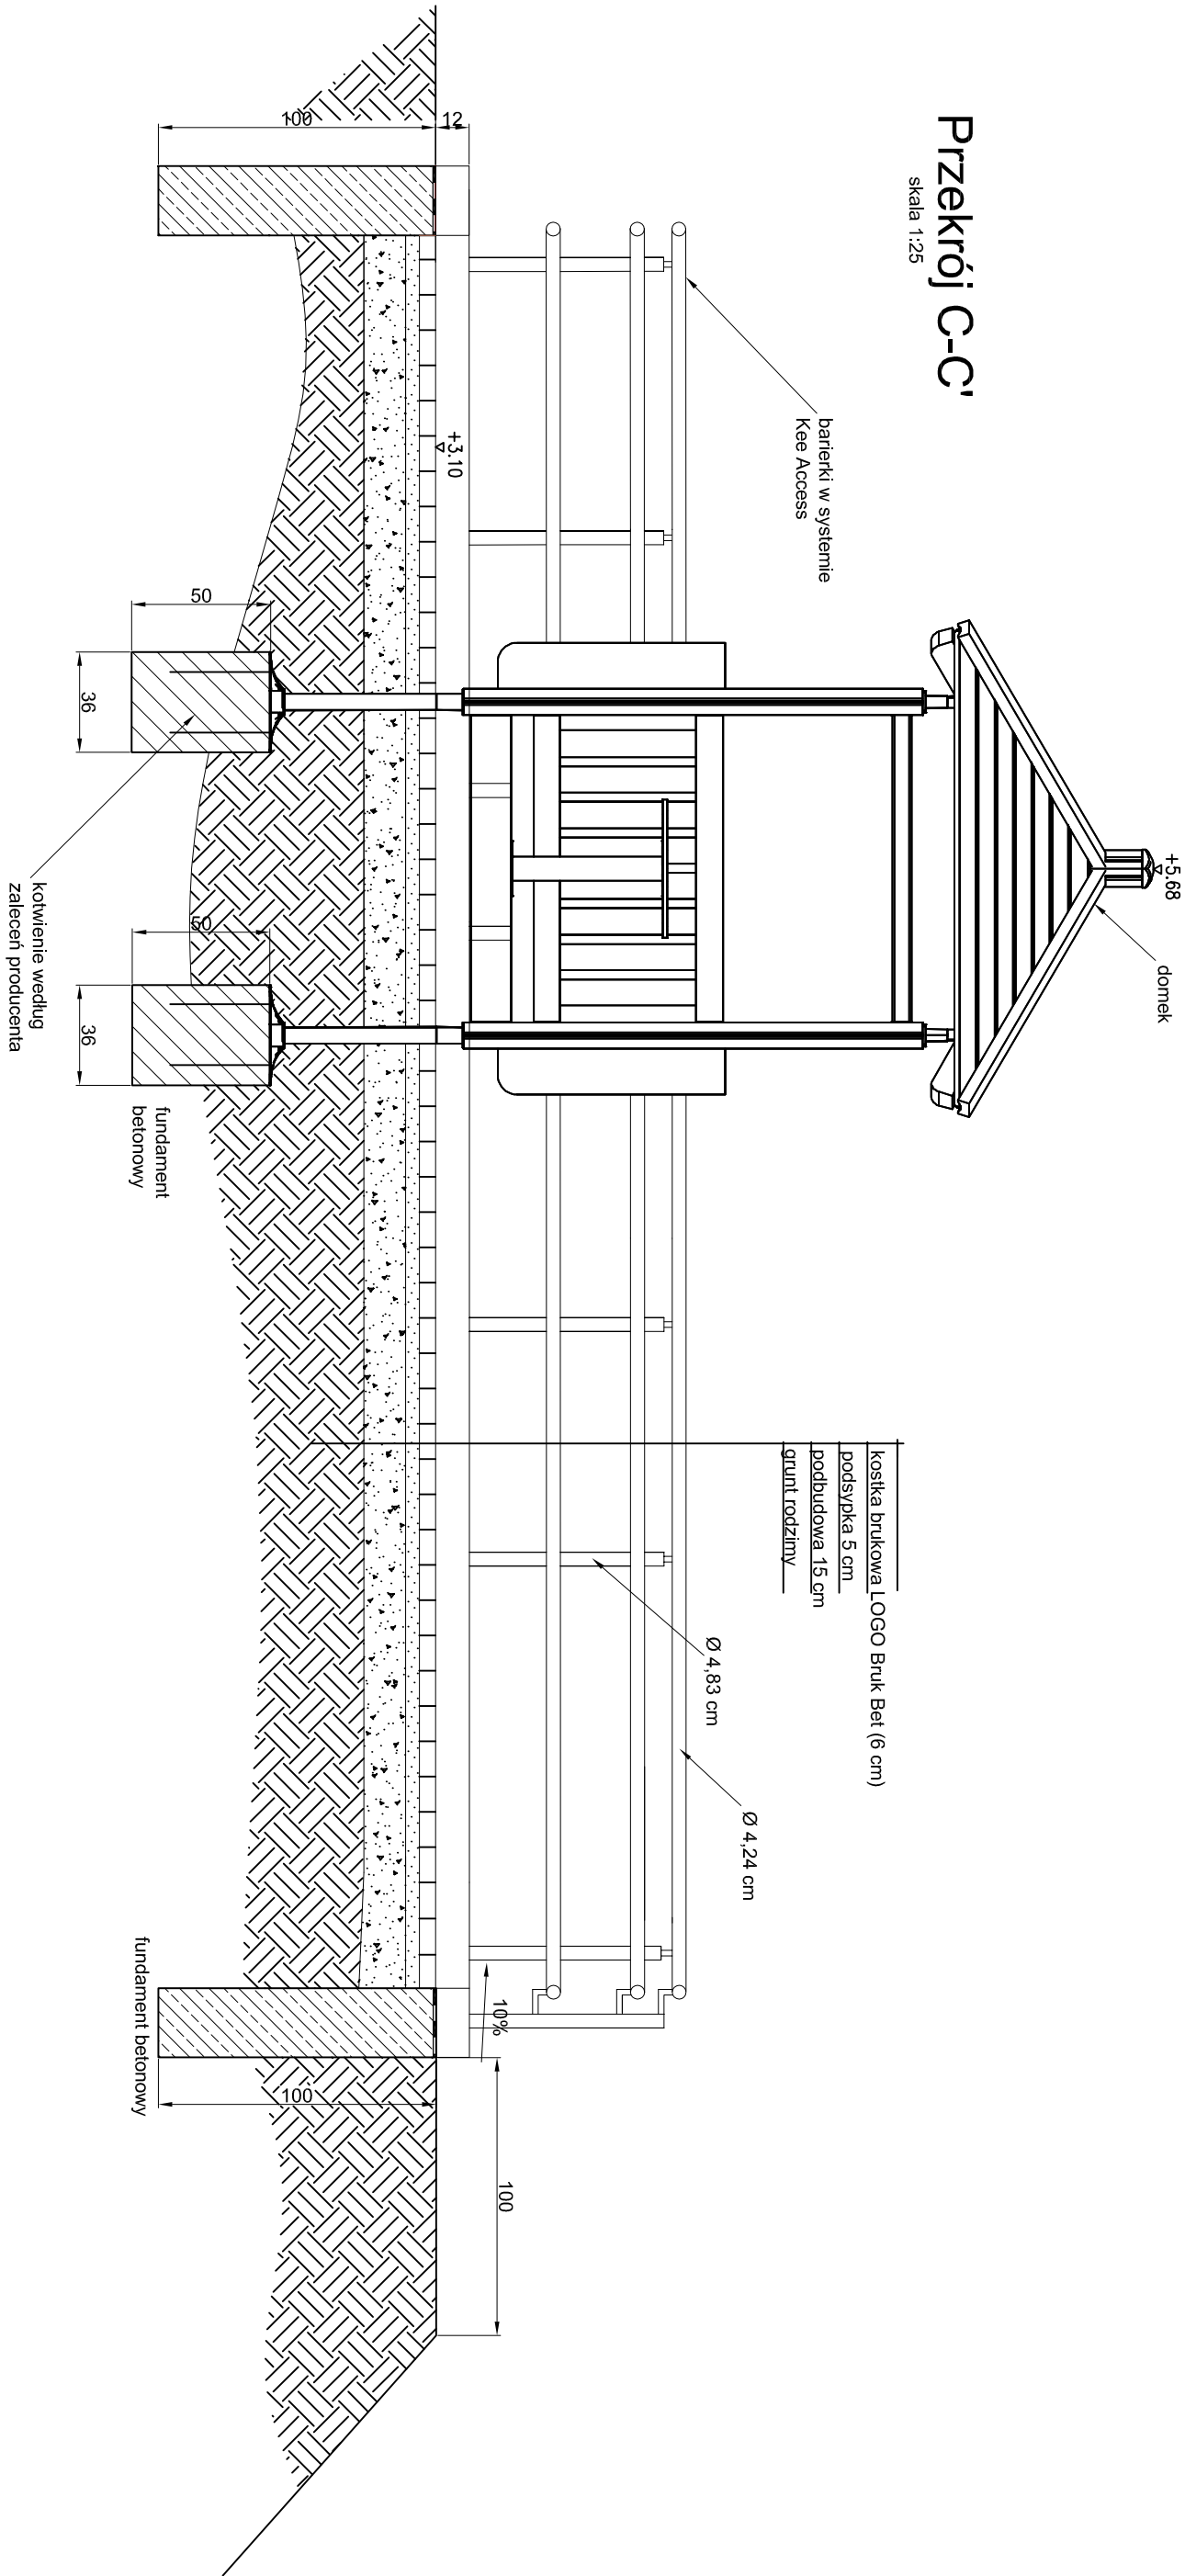 Przekrój C-C'
skala 1:25
+5.68
domek
barierki w systemie
Kee Access
kostka brukowa LOGO Bruk Bet (6 cm)
podsypka 5 cm
podbudowa 15 cm
grunt rodzimy
Ø 4,83 cm
Ø 4,24 cm
+3.10
12
100
10%
100
100
50
36
50
36
kotwienie według
zaleceń producenta
fundament
betonowy
fundament betonowy